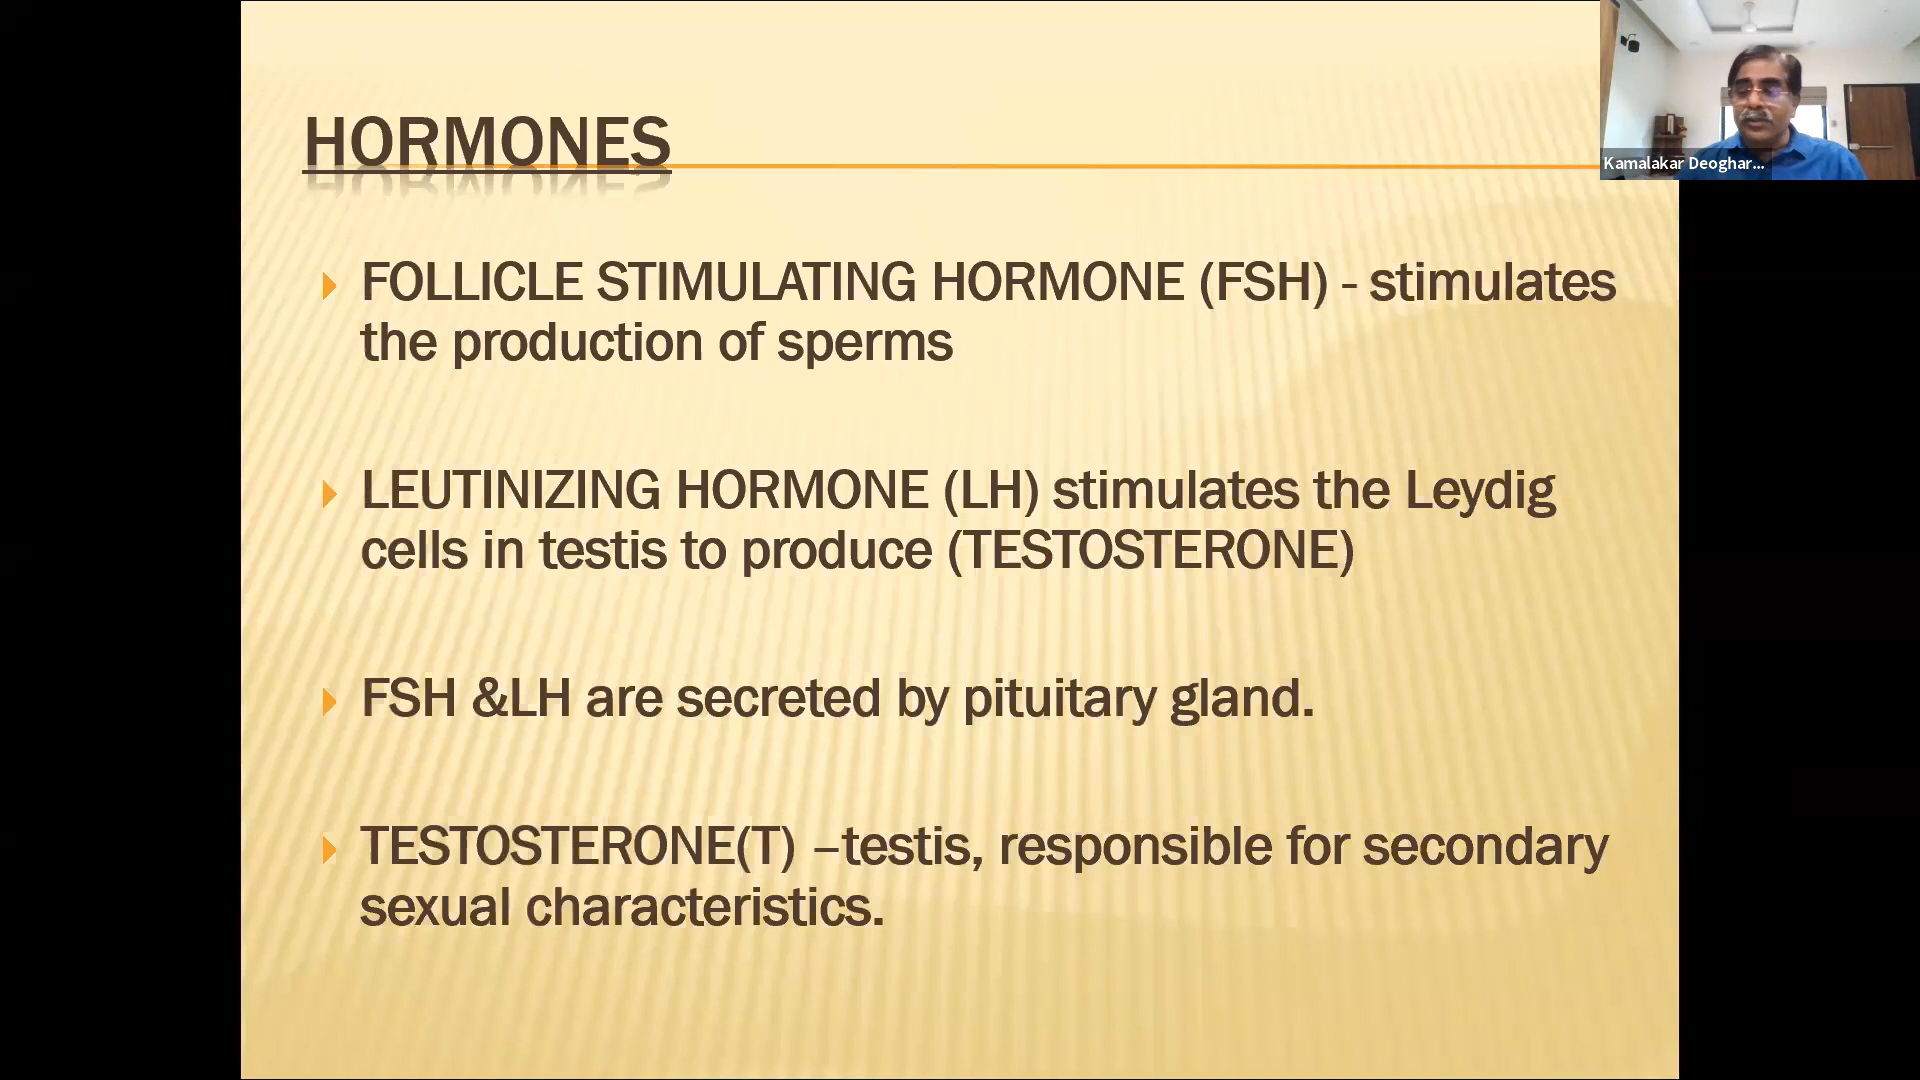 HORMONES
FOLLICLE STIMULATING HORMONE (FSH) - stimulates
the production of sperms
LEUTINIZING HORMONE (LH) stimulates the Leydig
cells in testis to produce (TESTOSTERONE)
FSH &LH are secreted by pituitary gland.
TESTOSTERONE(T) –testis, responsible for secondary
sexual characteristics.
Kamalakar Deoghar...